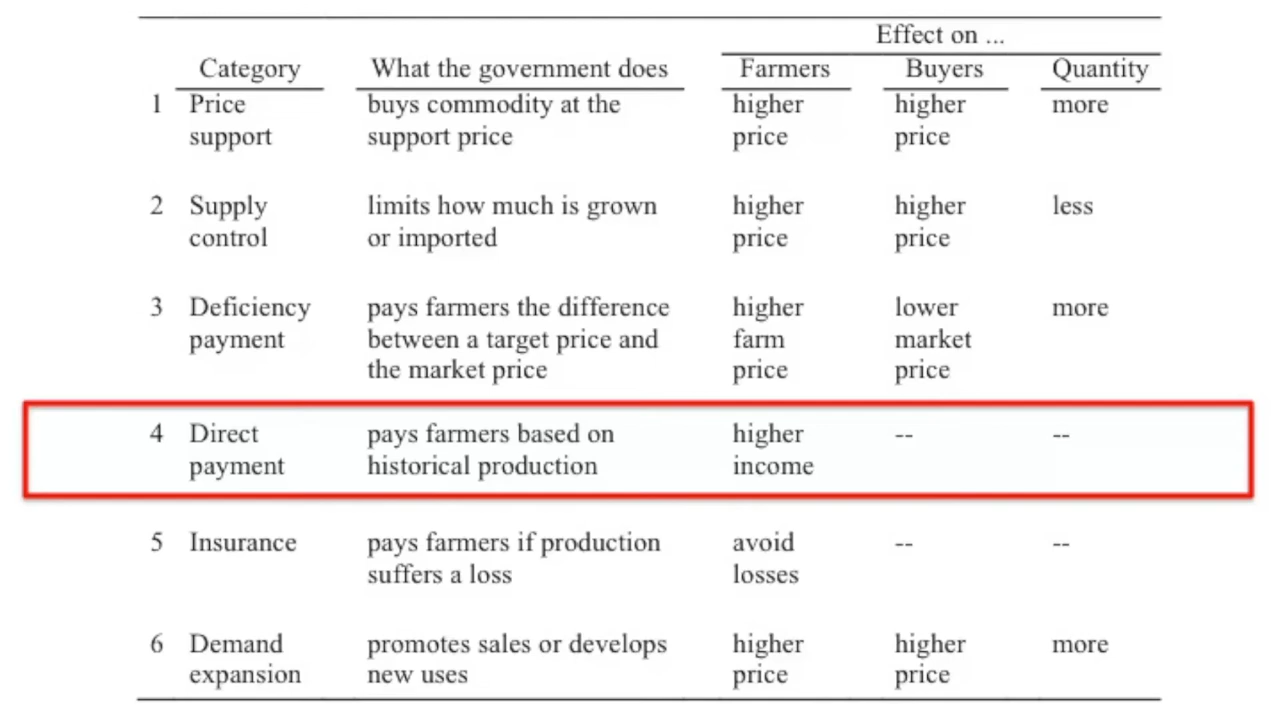 Effect on ...
Category What the government does Farmers Buyers Quantity
1 Price buys commodity at the higher higher more
support support price price price
2 Supply limits how much is grown higher higher less
control or imported price price
3 Deficiency pays farmers the difference higher lower more
payment between a target price and farm market
the market price price price
4 Direct pays farmers based on higher -- --
payment historical production income
5 Insurance pays farmers if production avoid -- --
suffers a loss losses
6 Demand promotes sales or develops higher higher more
expansion new uses price price